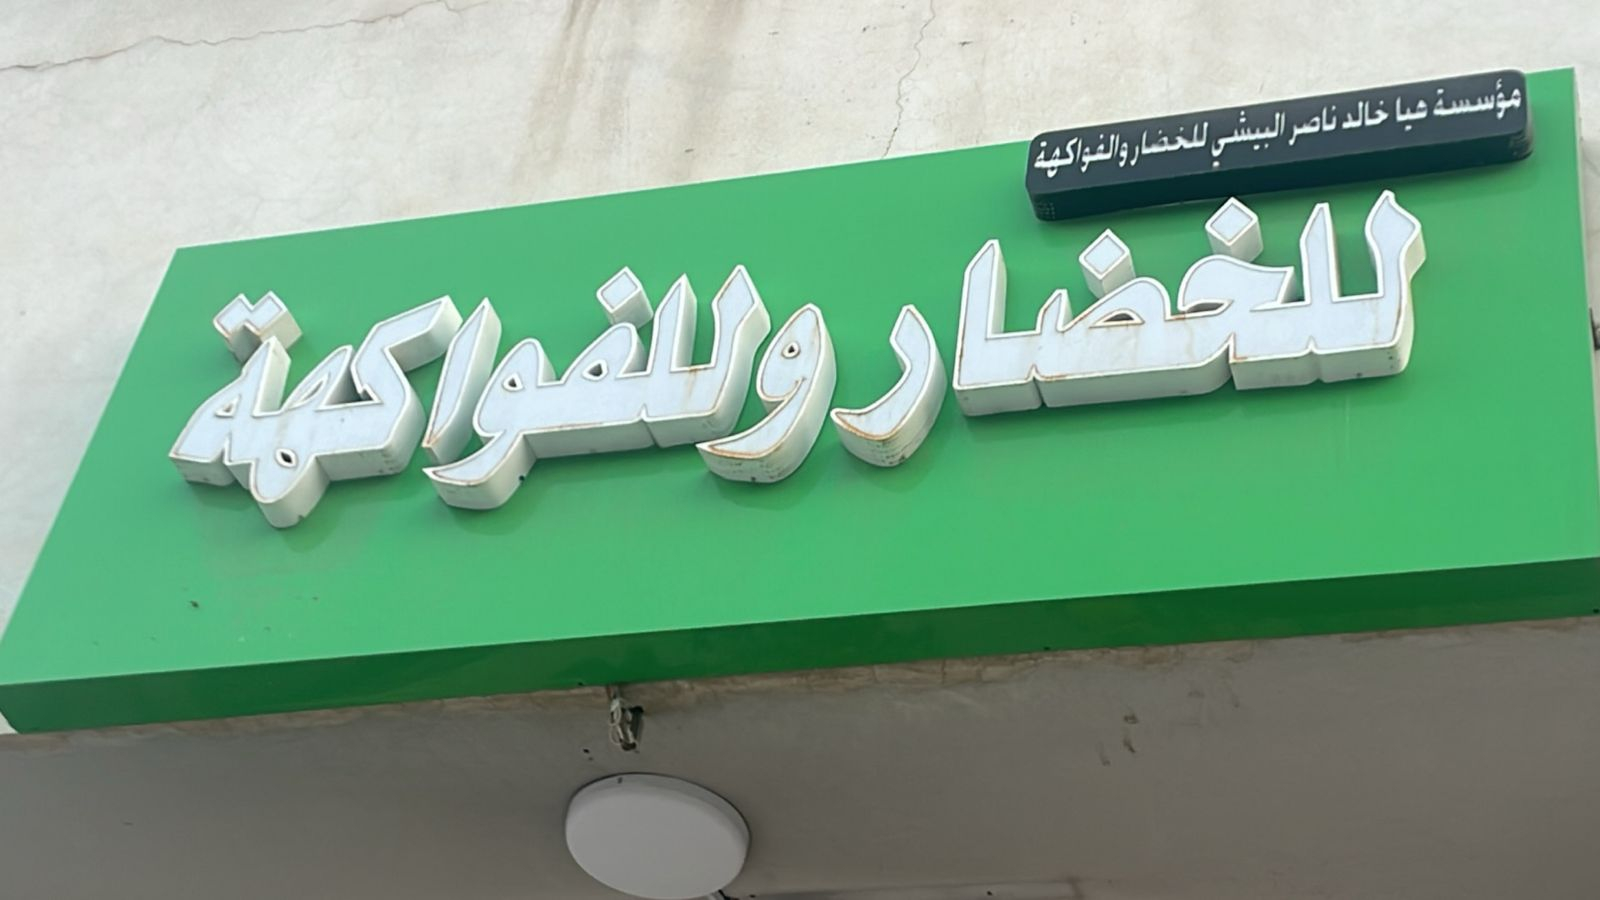 مؤسسة هيا خالد ناصر البيشي للخضار والفواكهة
للخضار وللفواكهة